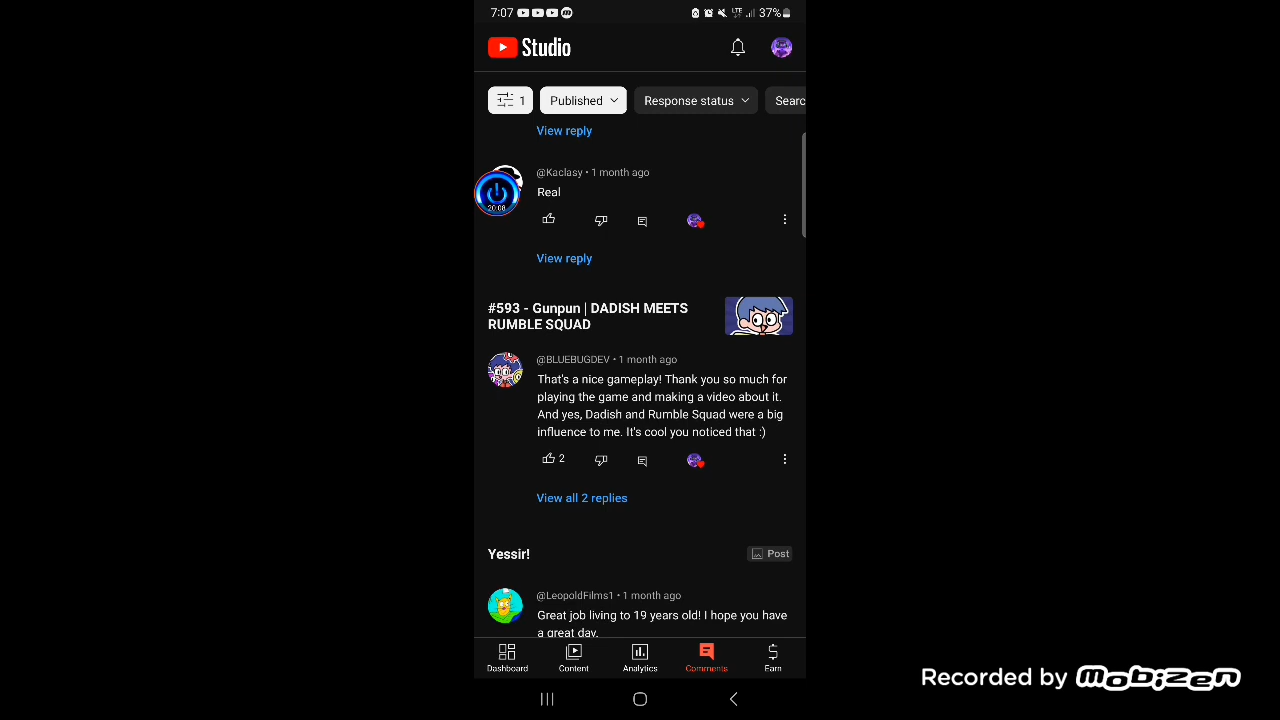 7:07
LTE
37%
Studio
1
Published
Response status
Searc
View reply
@Kaclasy • 1 month ago
Real
20:08
View reply
#593 - Gunpun | DADISH MEETS
RUMBLE SQUAD
@BLUEBUGDEV • 1 month ago
That's a nice gameplay! Thank you so much for
playing the game and making a video about it.
And yes, Dadish and Rumble Squad were a big
influence to me. It's cool you noticed that :)
2
View all 2 replies
Yessir!
Post
@LeopoldFilms1 • 1 month ago
Great job living to 19 years old! I hope you have
a great day.
Dashboard
Content
Analytics
Comments
Earn
Recorded by mobizen